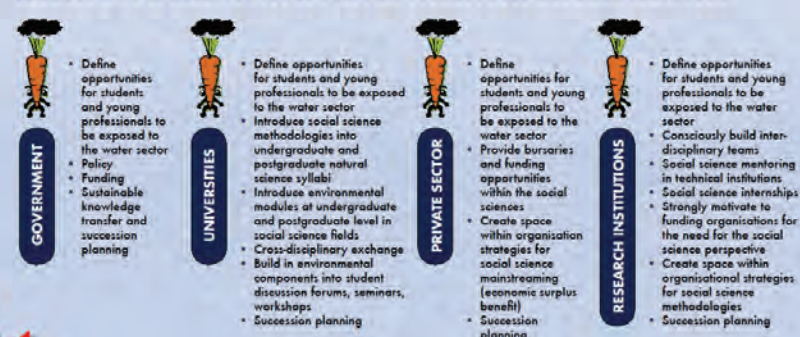 GOVERNMENT
• Define
opportunities
for students
and young
professionals to
be exposed to
the water sector
• Policy
• Funding
• Sustainable
knowledge
transfer and
succession
planning
UNIVERSITIES
• Define opportunities
for students and young
professionals to be exposed
to the water sector
• Introduce social science
methodologies into
undergraduate and
postgraduate natural
science syllabi
• Introduce environmental
modules at undergraduate
and postgraduate level in
social science fields
• Cross-disciplinary exchange
• Build in environmental
components into student
discussion forums, seminars,
workshops
• Succession planning
PRIVATE SECTOR
• Define
opportunities for
students and young
professionals to
be exposed to the
water sector
• Provide bursaries
and funding
opportunities
within the social
sciences
• Create space
within organisation
strategies for
social science
mainstreaming
(economic surplus
benefit)
• Succession
planning
RESEARCH INSTITUTIONS
• Define opportunities
for students and young
professionals to be
exposed to the water
sector
• Consciously build inter-
disciplinary teams
• Social science mentoring
in technical institutions
• Social science internships
• Strongly motivate to
funding organisations for
the need for the social
science perspective
• Create space within
organisational strategies
for social science
methodologies
• Succession planning